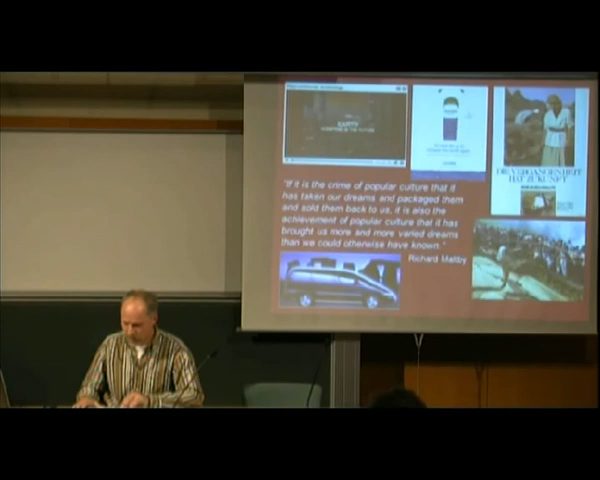 "If it is the crime of popular culture that it
has taken our dreams and packaged them
and sold them back to us, it is also the
achievement of popular culture that it has
brought us more and more varied dreams
than we could otherwise have known."
Richard Maltby
DIE VERGANGENHEIT
HAT ZUKUNFT